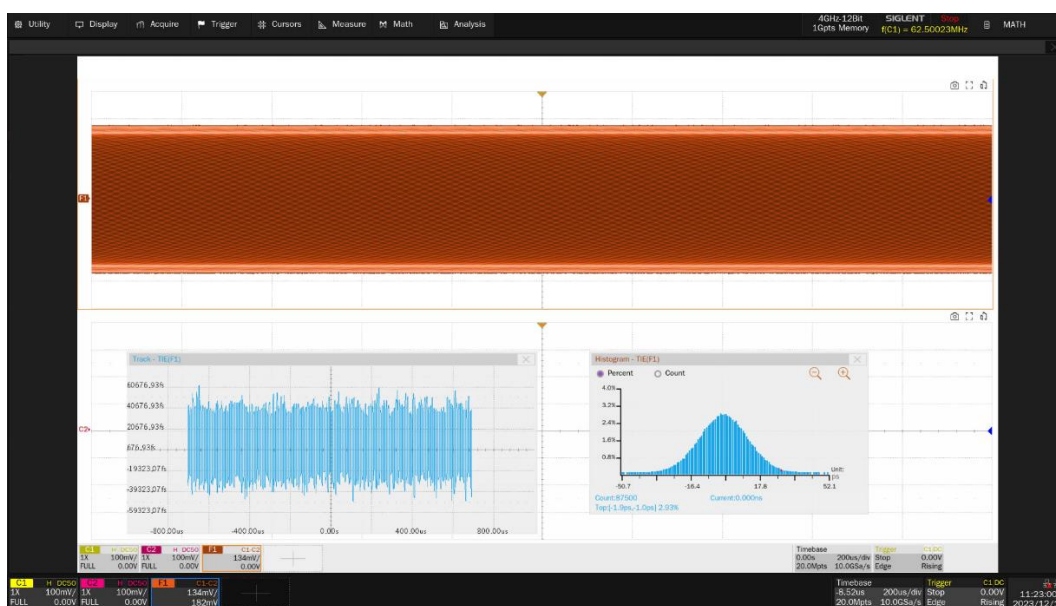 Utility Display Acquire Trigger Cursors Measure Math Analysis
4GHz-12Bit SIGLENT Stop
1Gpts Memory f(C1) = 62.50023MHz MATH
F1
Track - TIE(F1)
60676.93fs
40676.93fs
20676.93fs
676.93fs
-19323.07fs
-39323.07fs
-59323.07fs
-800.00us -400.00us 0.00s 400.00us 800.00us
C2
Histogram - TIE(F1)
Percent Count
4.0%
3.2%
2.4%
1.6%
0.8%
Unit:
ps
-50.7 -16.4 17.8 52.1
Count:87500 Current:0.000ns
Top:[-1.9ps,-1.0ps] 2.93%
C1 H DC50 C2 H DC50 F1 C1-C2
1X 100mV/ 1X 100mV/ 134mV/
FULL 0.00V FULL 0.00V 0.00V
Timebase Trigger C1 DC
0.00s 200us/div Stop 0.00V
20.0Mpts 10.0GSa/s Edge Rising
C1 H DC50 C2 H DC50 F1 C1-C2
1X 100mV/ 1X 100mV/ 134mV/
FULL 0.00V FULL 0.00V 182mV
Timebase Trigger C1 DC
-8.52us 200us/div Stop 0.00V
20.0Mpts 10.0GSa/s Edge Rising
11:23:00